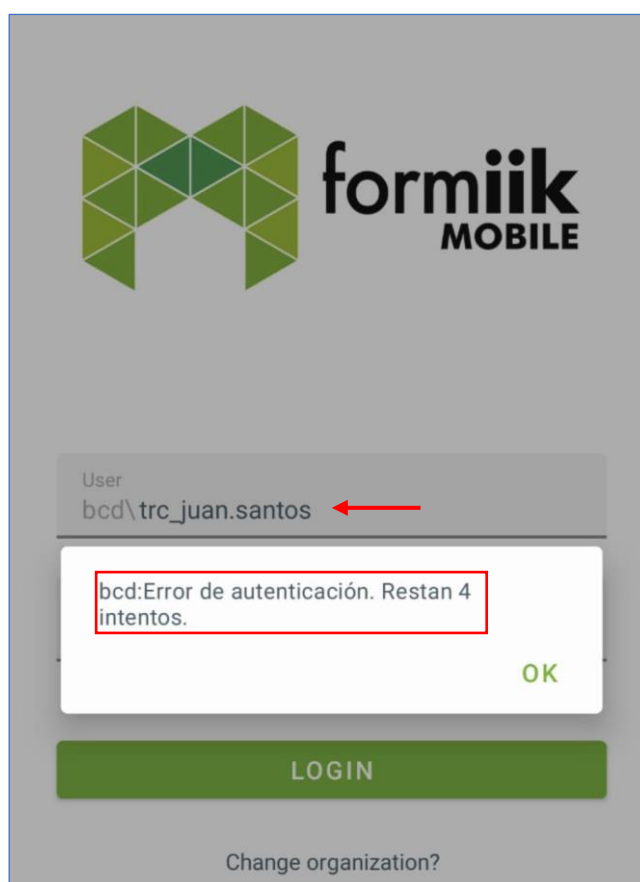 formiik
MOBILE
User
bcd\trc_juan.santos
bcd:Error de autenticación. Restan 4
intentos.
OK
LOGIN
Change organization?